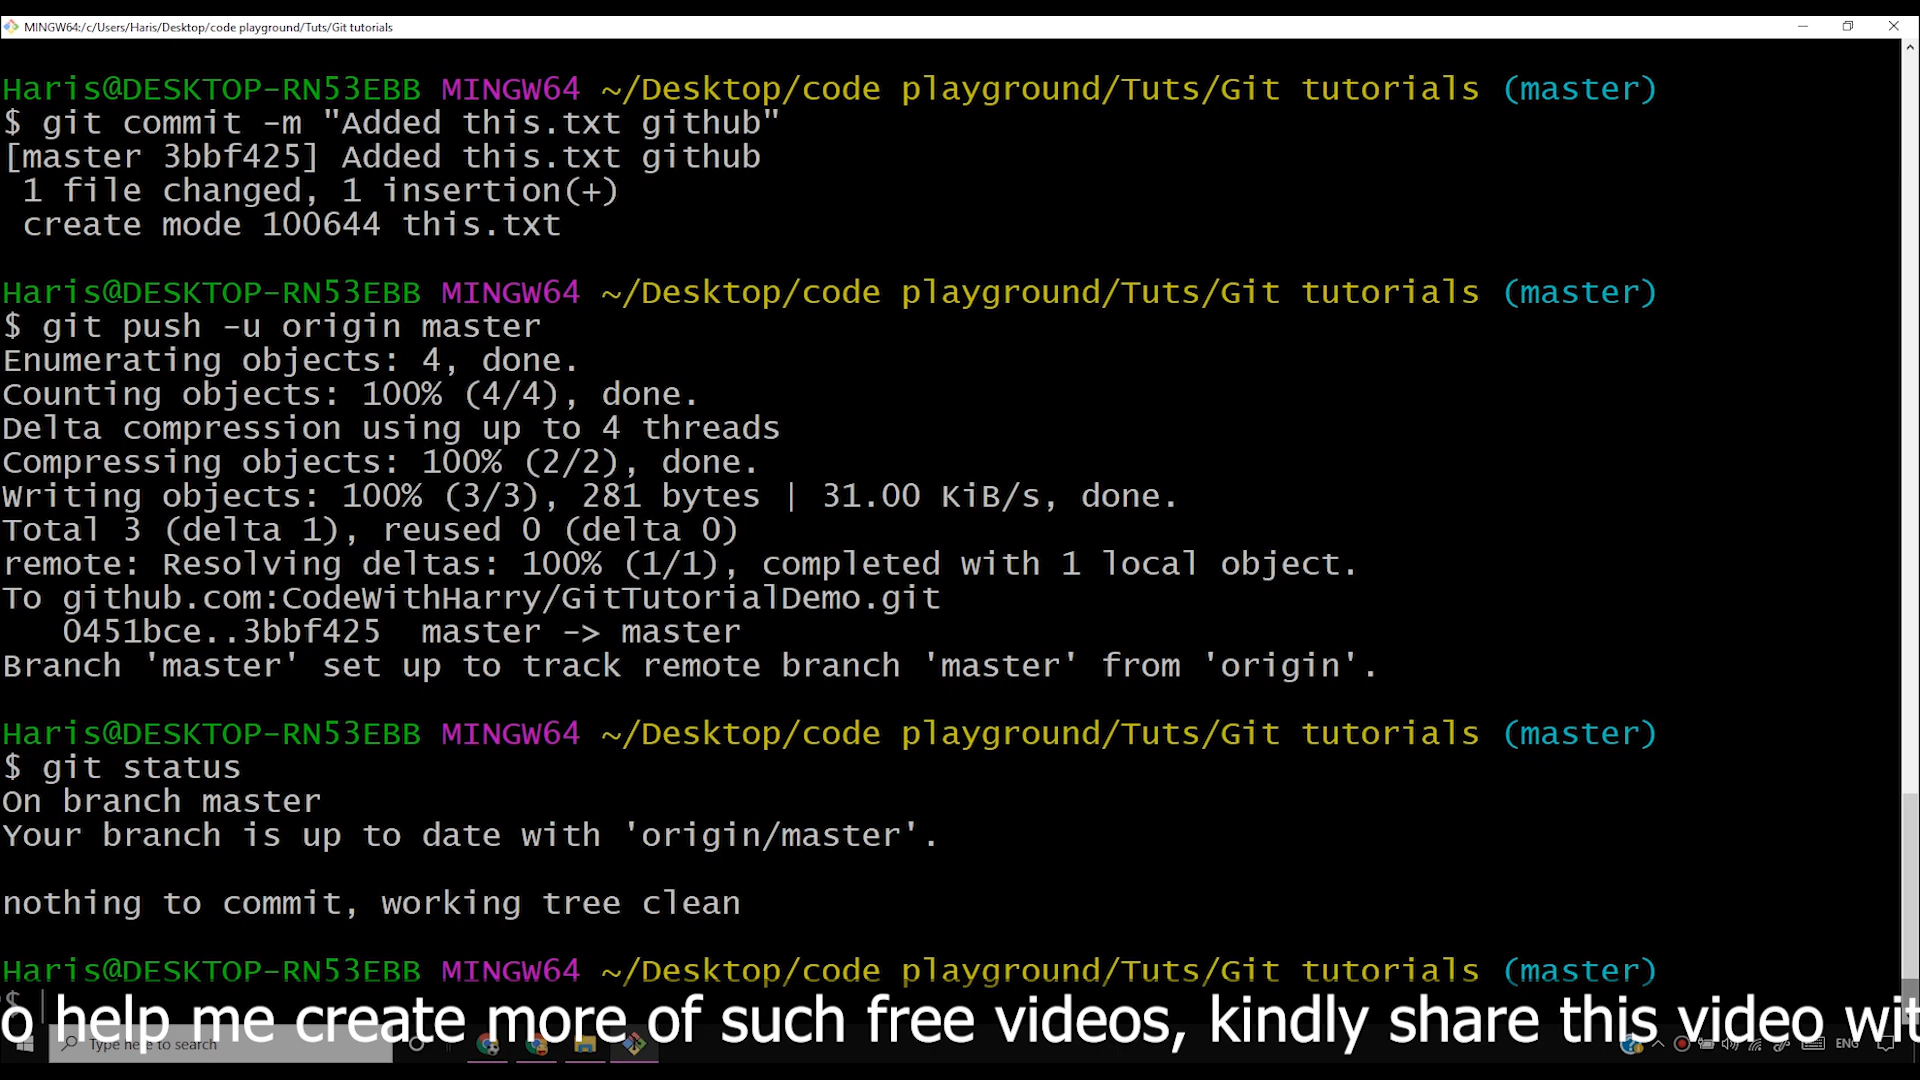 MINGW64:/c/Users/Haris/Desktop/code playground/Tuts/Git tutorials
Haris@DESKTOP-RN53EBB MINGW64 ~/Desktop/code playground/Tuts/Git tutorials (master)
$ git commit -m "Added this.txt github"
[master 3bbf425] Added this.txt github
1 file changed, 1 insertion(+)
create mode 100644 this.txt
Haris@DESKTOP-RN53EBB MINGW64 ~/Desktop/code playground/Tuts/Git tutorials (master)
$ git push -u origin master
Enumerating objects: 4, done.
Counting objects: 100% (4/4), done.
Delta compression using up to 4 threads
Compressing objects: 100% (2/2), done.
Writing objects: 100% (3/3), 281 bytes | 31.00 KiB/s, done.
Total 3 (delta 1), reused 0 (delta 0)
remote: Resolving deltas: 100% (1/1), completed with 1 local object.
To github.com:CodeWithHarry/GitTutorialDemo.git
0451bce..3bbf425  master -> master
Branch 'master' set up to track remote branch 'master' from 'origin'.
Haris@DESKTOP-RN53EBB MINGW64 ~/Desktop/code playground/Tuts/Git tutorials (master)
$ git status
On branch master
Your branch is up to date with 'origin/master'.
nothing to commit, working tree clean
Haris@DESKTOP-RN53EBB MINGW64 ~/Desktop/code playground/Tuts/Git tutorials (master)
$
o help me create more of such free videos, kindly share this video wit
Type here to search
ENG